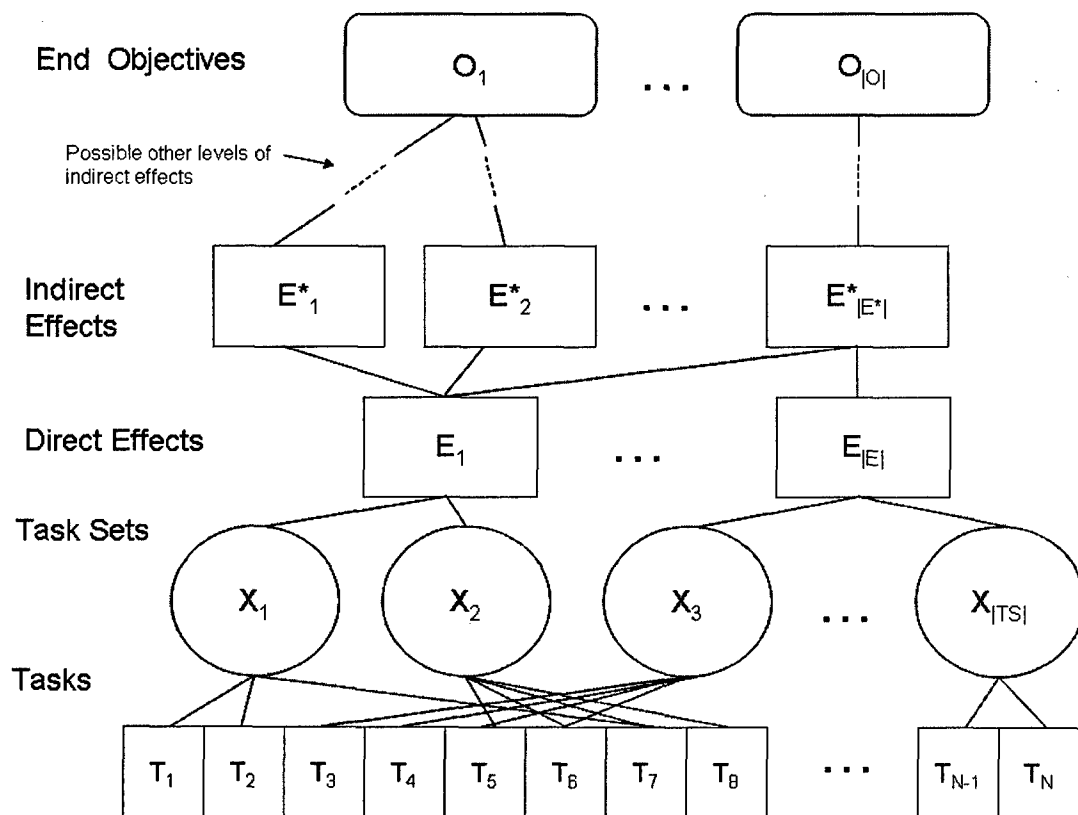 End Objectives
O1
...
O|O|
Possible other levels of
indirect effects
Indirect
Effects
E*1
E*2
...
E*|E*|
Direct Effects
E1
...
E|E|
Task Sets
X1
X2
X3
...
X|TS|
Tasks
T1
T2
T3
T4
T5
T6
T7
T8
...
TN-1
TN